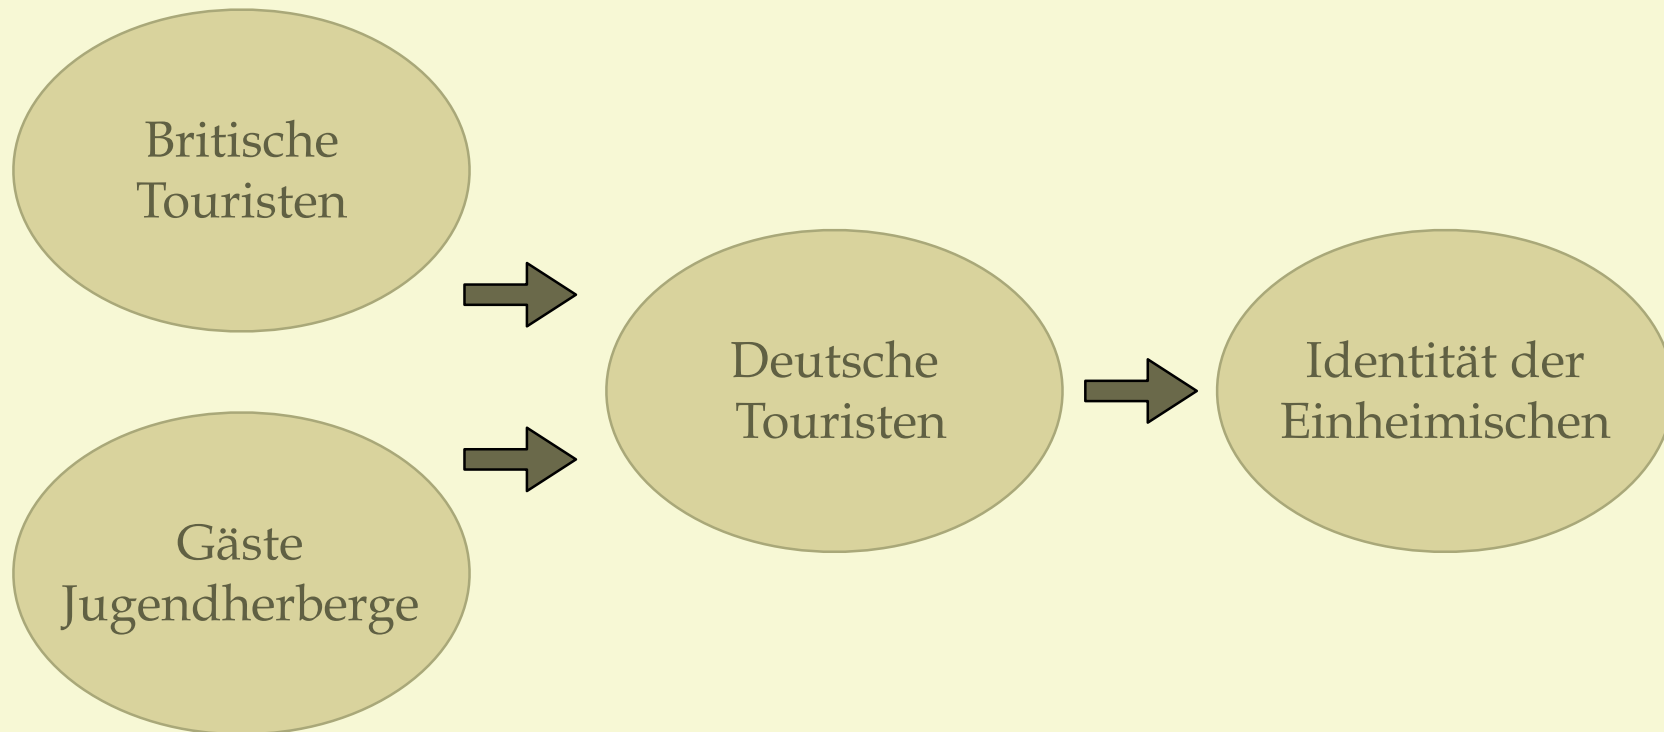 Britische
Touristen
Gäste
Jugendherberge
Deutsche
Touristen
Identität der
Einheimischen